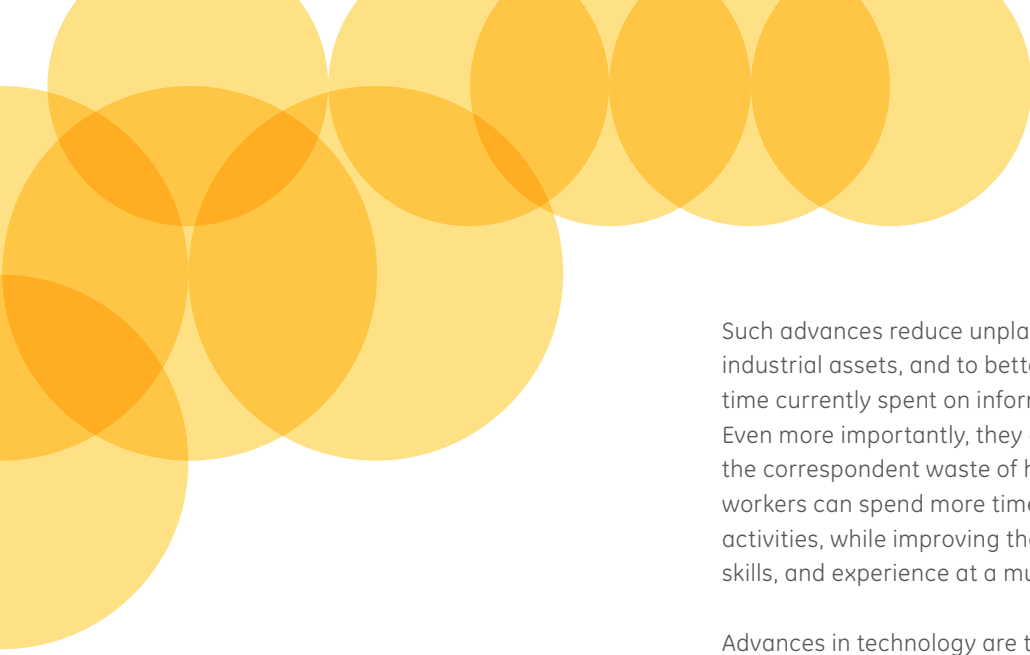 Such advances reduce unpla
industrial assets, and to bett
time currently spent on infor
Even more importantly, they
the correspondent waste of
workers can spend more tim
activities, while improving th
skills, and experience at a mu
Advances in technology are t